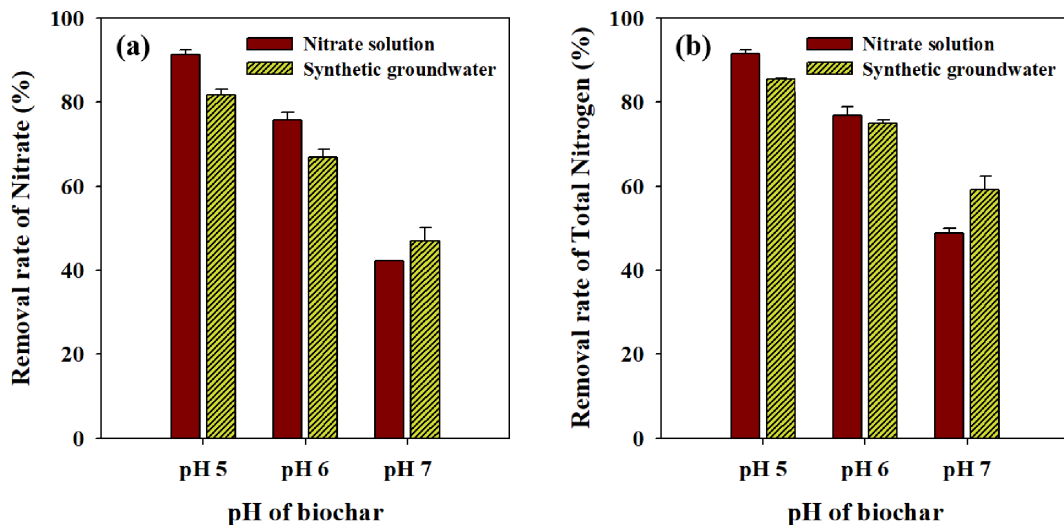 Removal rate of Nitrate (%)
100
80
60
40
20
0
(a)
Nitrate solution
Synthetic groundwater
pH 5
pH 6
pH 7
pH of biochar
Removal rate of Total Nitrogen (%)
100
80
60
40
20
0
(b)
Nitrate solution
Synthetic groundwater
pH 5
pH 6
pH 7
pH of biochar